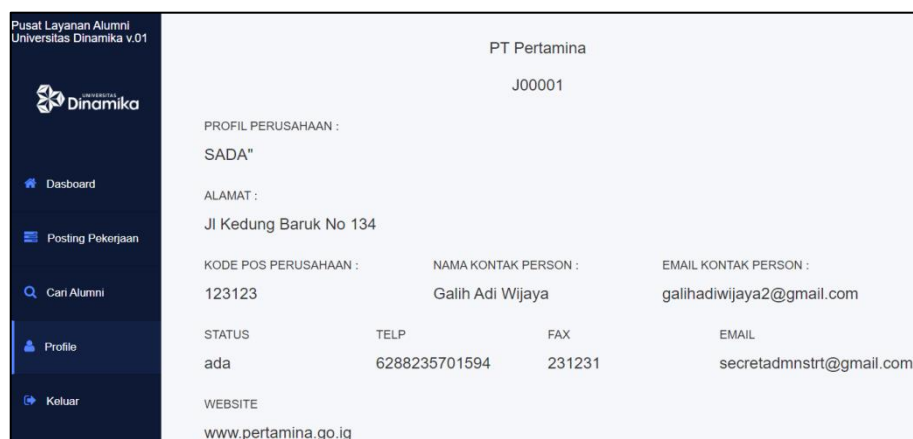 Pusat Layanan Alumni
Universitas Dinamika v.01
UNIVERSITAS
Dinamika
Dasboard
Posting Pekerjaan
Cari Alumni
Profile
Keluar
PT Pertamina
J00001
PROFIL PERUSAHAAN :
SADA"
ALAMAT :
Jl Kedung Baruk No 134
KODE POS PERUSAHAAN : NAMA KONTAK PERSON : EMAIL KONTAK PERSON :
123123 Galih Adi Wijaya galihadiwijaya2@gmail.com
STATUS TELP FAX EMAIL
ada 6288235701594 231231 secretadmnstrt@gmail.com
WEBSITE
www.pertamina.go.ig